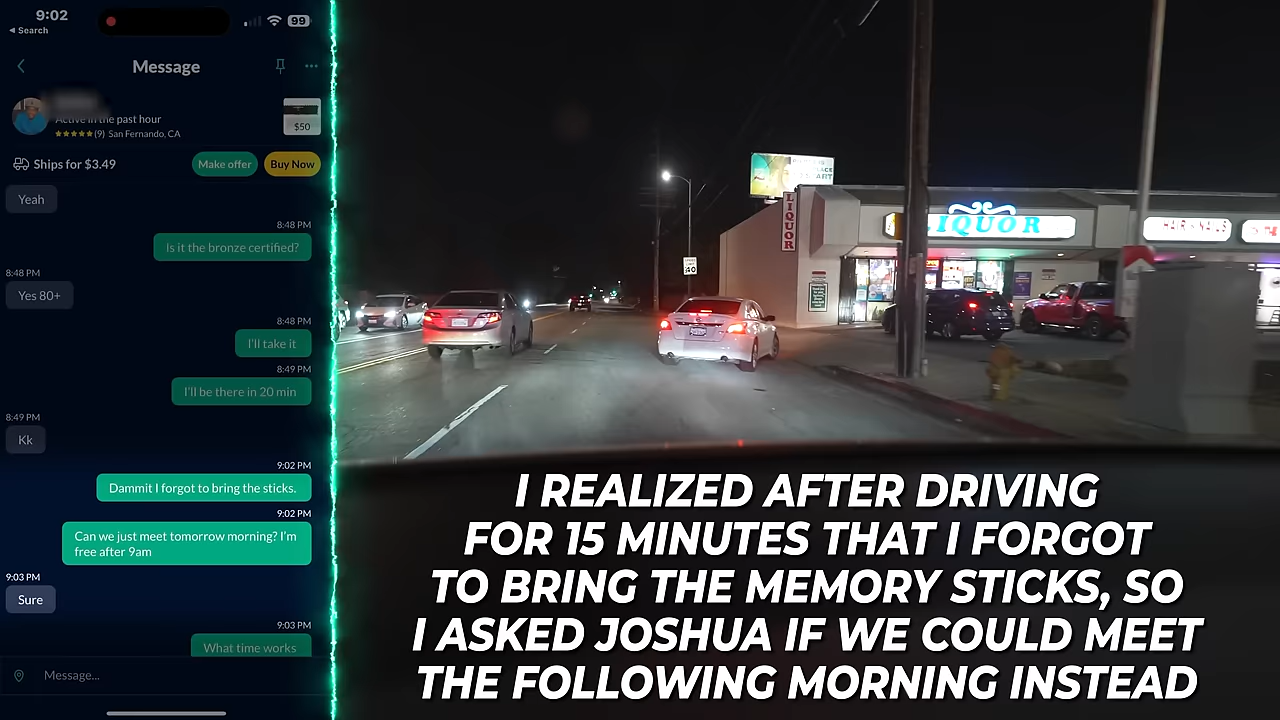 9:02
99
◂ Search
Message
Active in the past hour
(9) San Fernando, CA
$50
Ships for $3.49
Make offer
Buy Now
Yeah
8:48 PM
Is it the bronze certified?
8:48 PM
Yes 80+
8:48 PM
I'll take it
8:49 PM
I'll be there in 20 min
8:49 PM
Kk
9:02 PM
Dammit I forgot to bring the sticks.
9:02 PM
Can we just meet tomorrow morning? I'm
free after 9am
9:03 PM
Sure
9:03 PM
What time works
Message...
LIQUOR
LIQUOR
HAIR & NAILS
I REALIZED AFTER DRIVING
FOR 15 MINUTES THAT I FORGOT
TO BRING THE MEMORY STICKS, SO
I ASKED JOSHUA IF WE COULD MEET
THE FOLLOWING MORNING INSTEAD